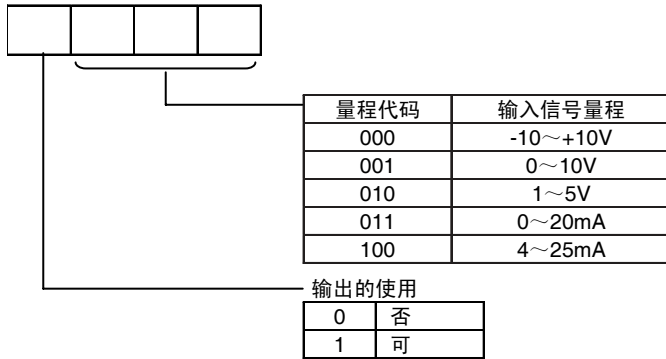 量程代码 输入信号量程
000 -10～+10V
001 0～10V
010 1～5V
011 0～20mA
100 4～25mA
输出的使用
0 否
1 可